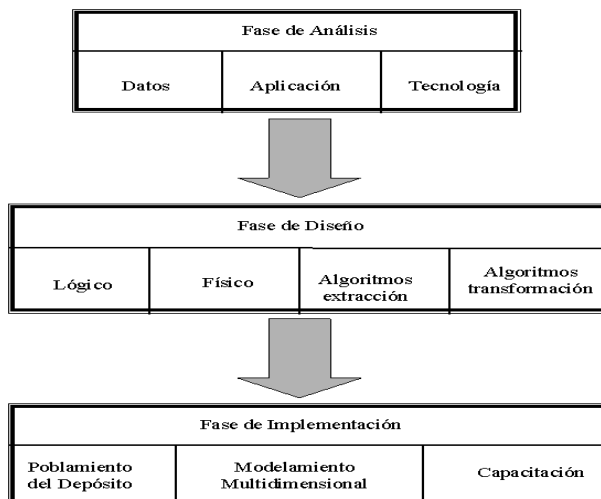 Fase de Análisis
Datos
Aplicación
Tecnología
Fase de Diseño
Lógico
Físico
Algoritmos
extracción
Algoritmos
transformación
Fase de Implementación
Poblamiento
del Depósito
Modelamiento
Multidimensional
Capacitación